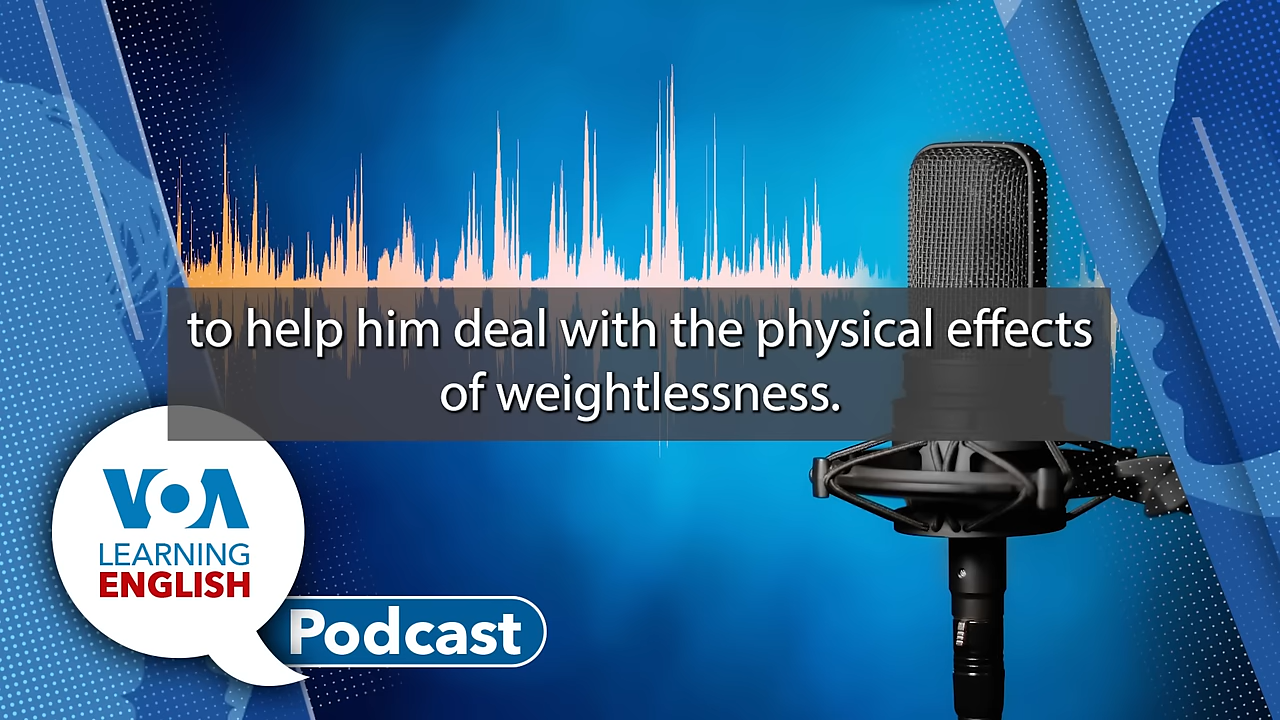 to help him deal with the physical effects
of weightlessness.
VOA
LEARNING
ENGLISH
Podcast